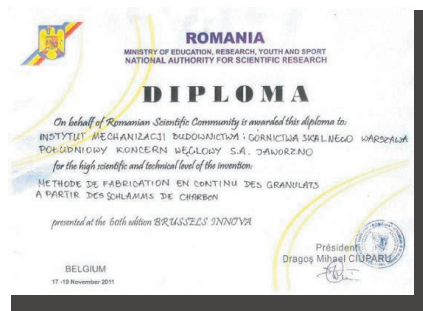 ROMANIA
MINISTRY OF EDUCATION, RESEARCH, YOUTH AND SPORT
NATIONAL AUTHORITY FOR SCIENTIFIC RESEARCH
DIPLOMA
On behalf of Romanian Scientific Community is awarded this diploma to:
INSTYTUT MECHANIZACJI BUDOWNICTWA i GÓRNICTWA SKALNEGO WARSZAWA
POŁUDNIOWY KONCERN WĘGLOWY S.A. JAWORZNO
for the high scientific and technical level of the invention:
METHODE DE FABRICATION EN CONTINU DES GRANULATS
A PARTIR DES SCHLAMMS DE CHARBON
presented at the 60th edition BRUSSELS INNOVA
Président
Dragoş Mihael CIUPARU
BELGIUM
17 -19 November 2011